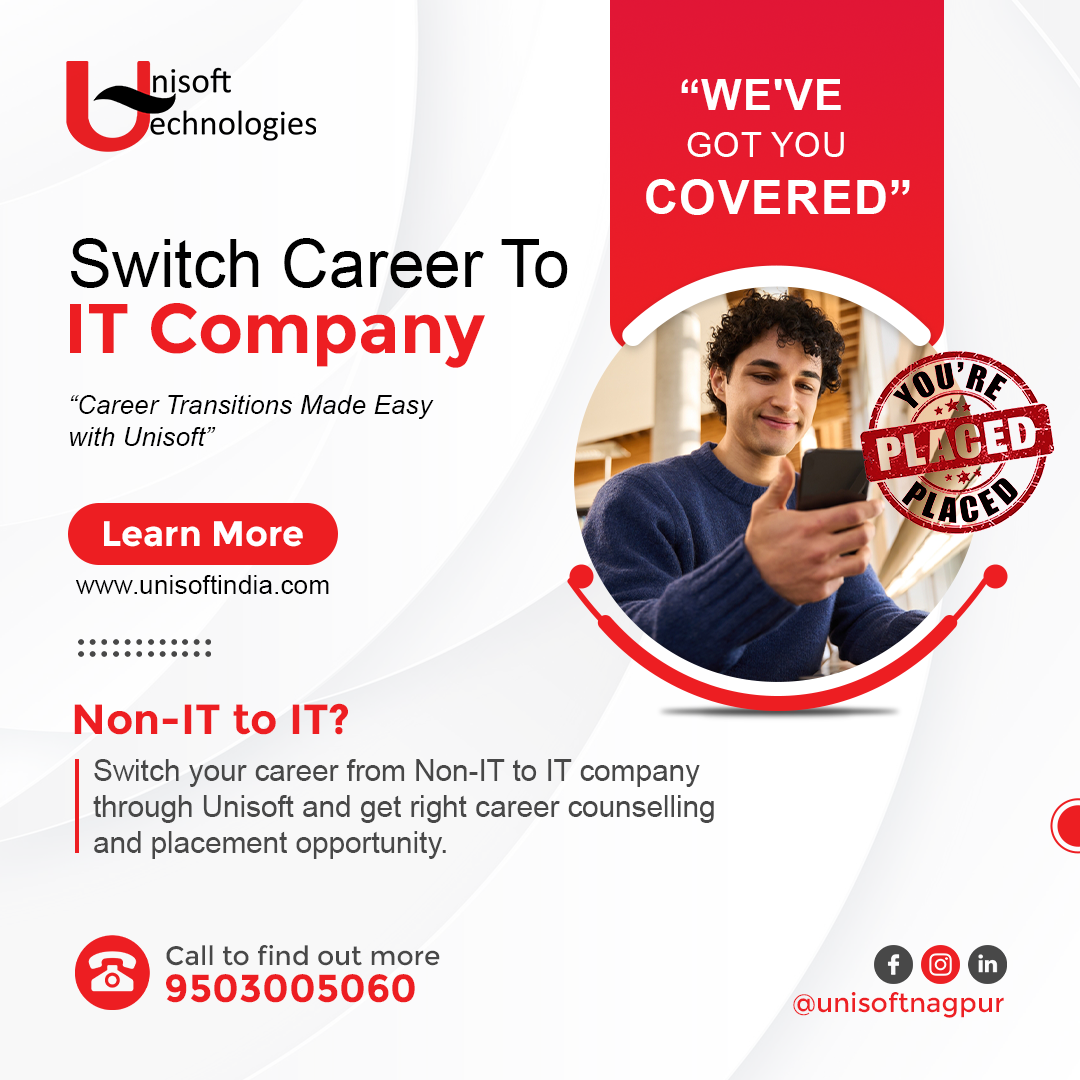 Unisoft
Technologies
“WE'VE
GOT YOU
COVERED”
Switch Career To
IT Company
“Career Transitions Made Easy
with Unisoft”
YOU'RE
PLACED
PLACED
Learn More
www.unisoftindia.com
Non-IT to IT?
Switch your career from Non-IT to IT company
through Unisoft and get right career counselling
and placement opportunity.
Call to find out more
9503005060
f in
@unisoftnagpur